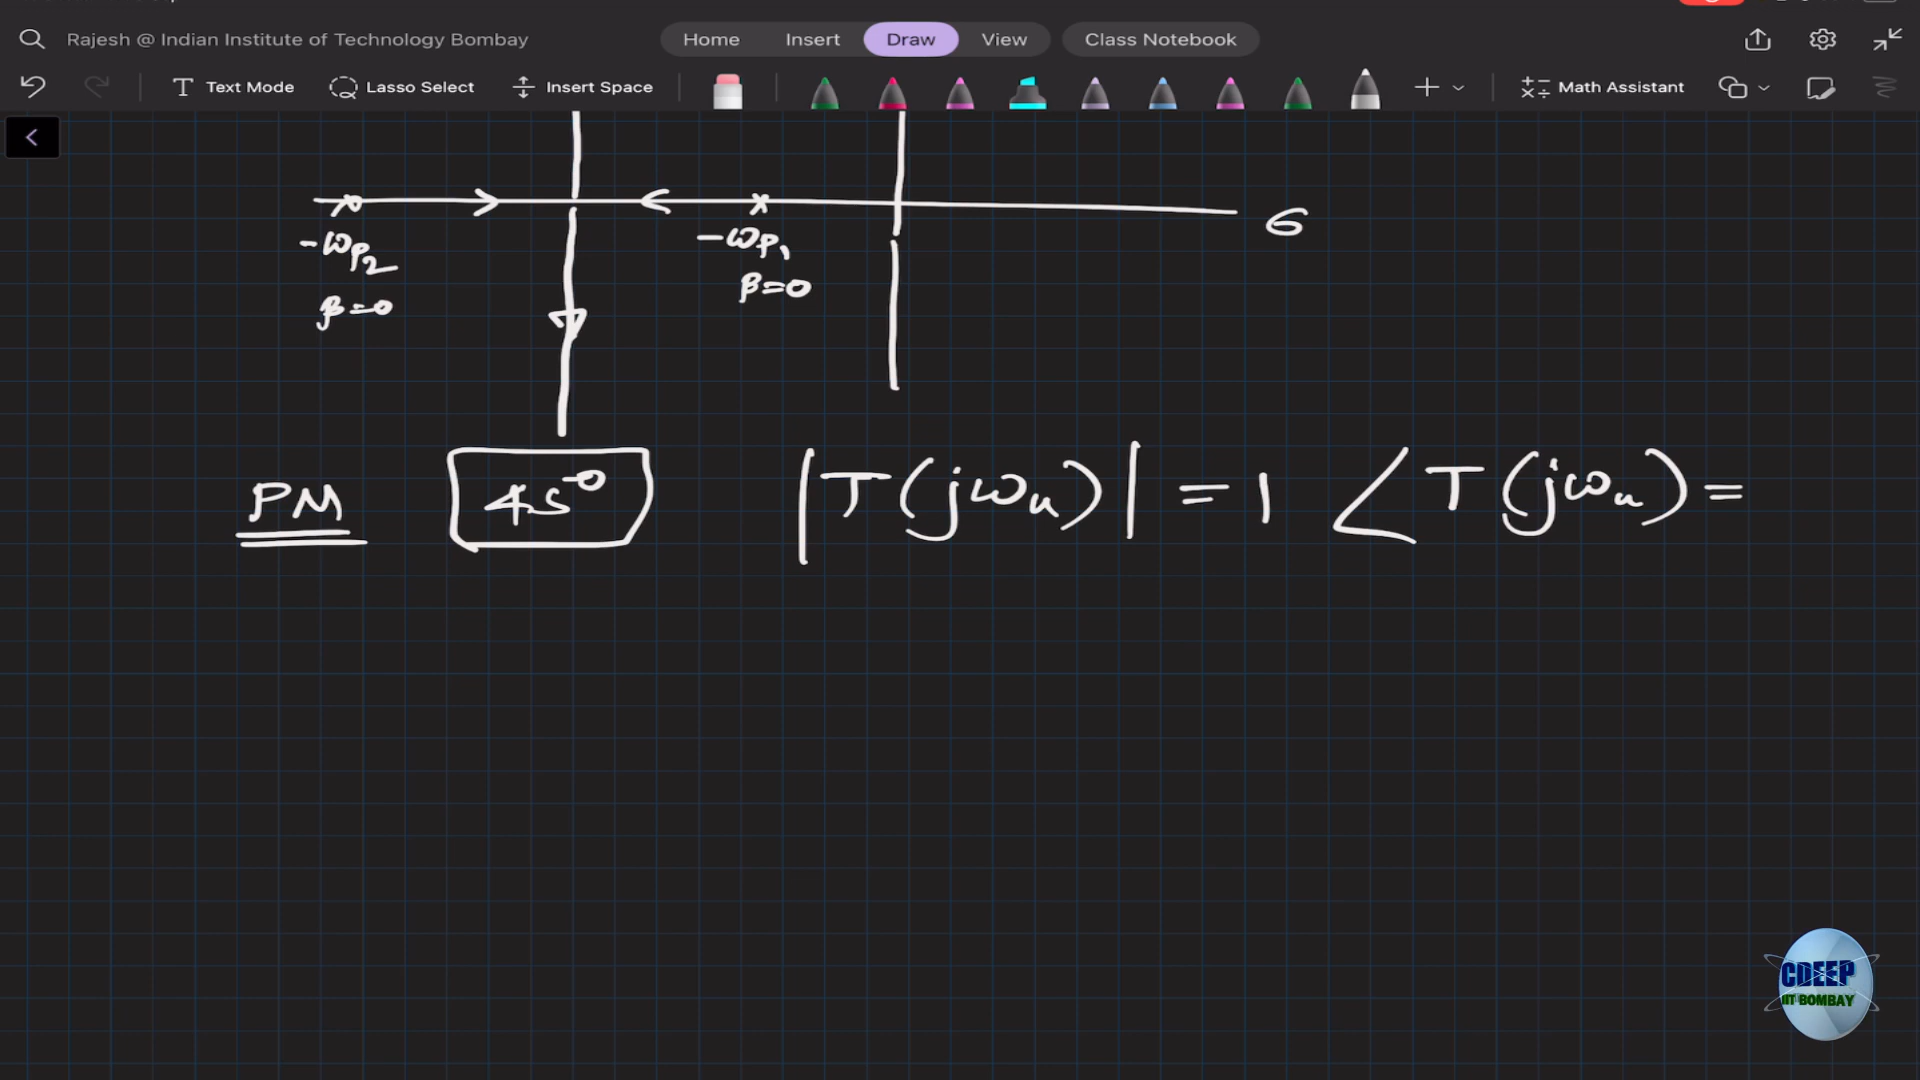 Rajesh @ Indian Institute of Technology Bombay
Home Insert Draw View Class Notebook
Text Mode Lasso Select Insert Space Math Assistant
σ
-ωp₂ -ωp₁
β=0 β=0
PM 45° |T(jωᵤ)| = 1 ∠T(jωᵤ) =
CDEEP
IIT BOMBAY